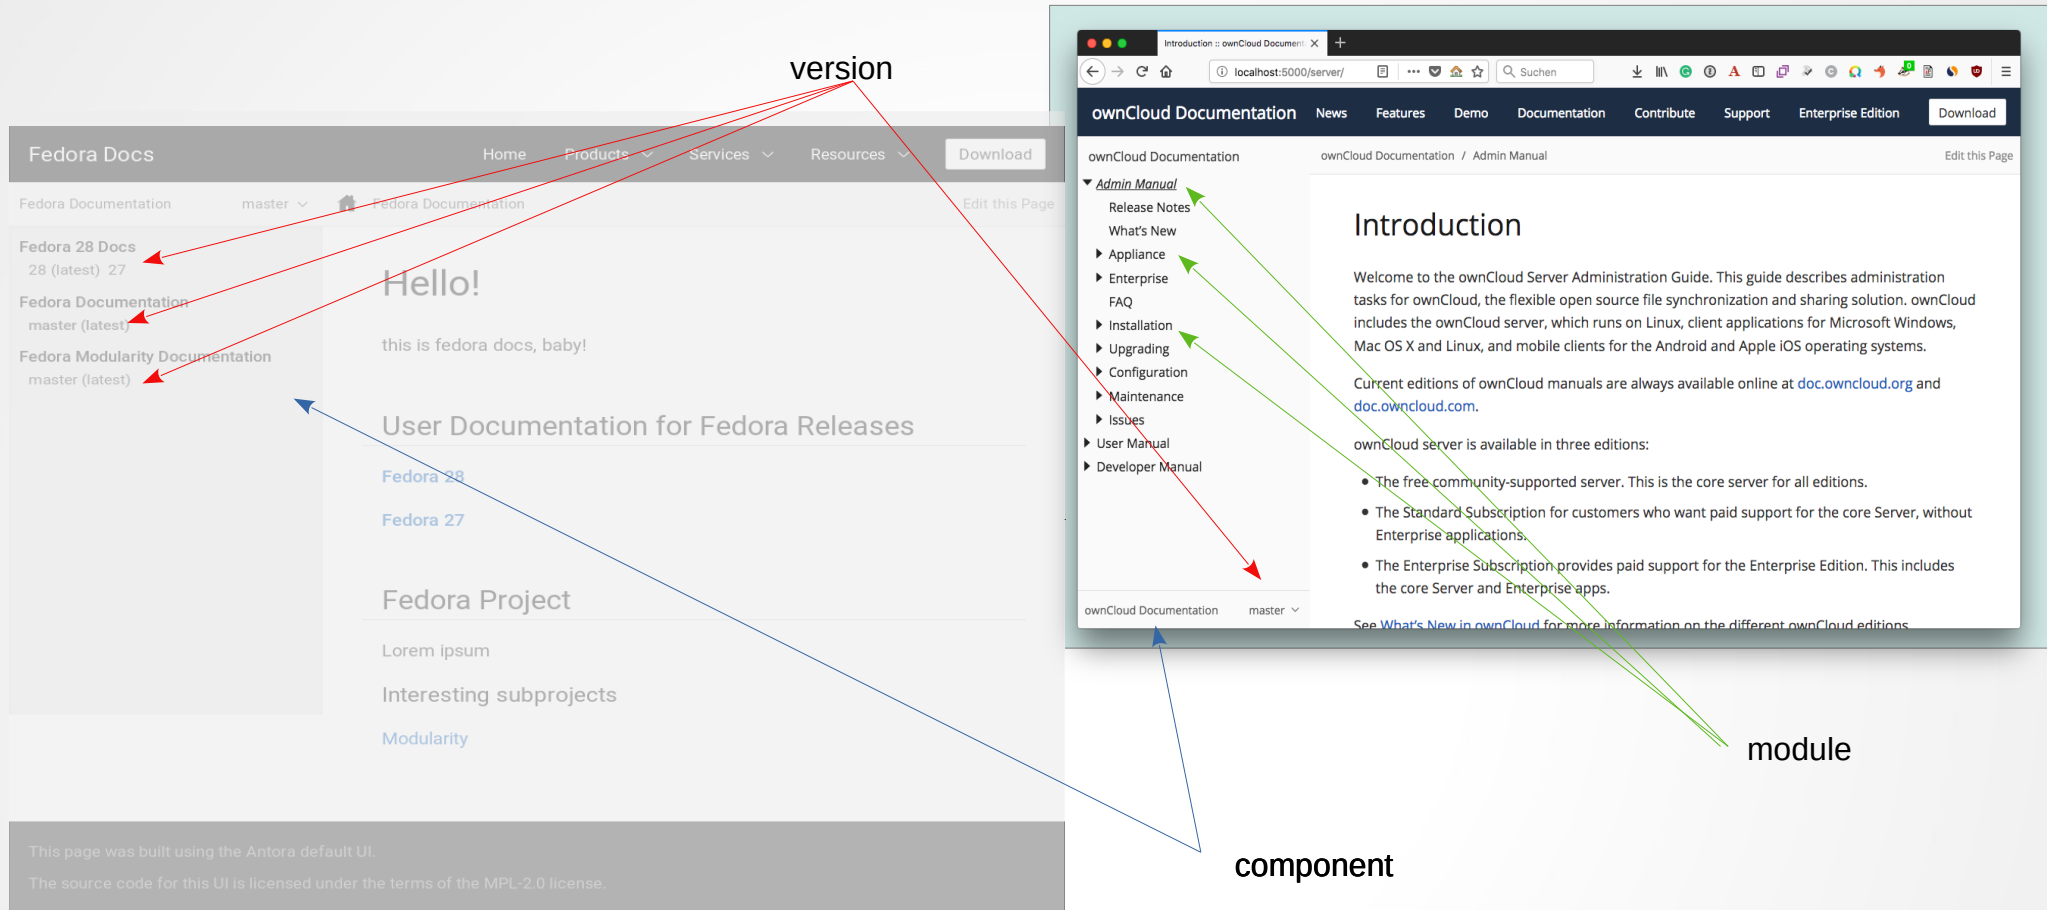 version
Fedora Docs
Home Products Services Resources Download
Fedora Documentation master Fedora Documentation Edit this Page
Fedora 28 Docs
28 (latest) 27
Fedora Documentation
master (latest)
Fedora Modularity Documentation
master (latest)
Hello!
this is fedora docs, baby!
User Documentation for Fedora Releases
Fedora 28
Fedora 27
Fedora Project
Lorem ipsum
Interesting subprojects
Modularity
This page was built using the Antora default UI.
The source code for this UI is licensed under the terms of the MPL-2.0 license.
Introduction :: ownCloud Document
localhost:5000/server/ Suchen
ownCloud Documentation News Features Demo Documentation Contribute Support Enterprise Edition Download
ownCloud Documentation
ownCloud Documentation / Admin Manual Edit this Page
Admin Manual
Release Notes
What's New
Appliance
Enterprise
FAQ
Installation
Upgrading
Configuration
Maintenance
Issues
User Manual
Developer Manual
ownCloud Documentation master
Introduction
Welcome to the ownCloud Server Administration Guide. This guide describes administration
tasks for ownCloud, the flexible open source file synchronization and sharing solution. ownCloud
includes the ownCloud server, which runs on Linux, client applications for Microsoft Windows,
Mac OS X and Linux, and mobile clients for the Android and Apple iOS operating systems.
Current editions of ownCloud manuals are always available online at doc.owncloud.org and
doc.owncloud.com.
ownCloud server is available in three editions:
• The free community-supported server. This is the core server for all editions.
• The Standard Subscription for customers who want paid support for the core Server, without
Enterprise applications.
• The Enterprise Subscription provides paid support for the Enterprise Edition. This includes
the core Server and Enterprise apps.
See What's New in ownCloud for more information on the different ownCloud editions
module
component